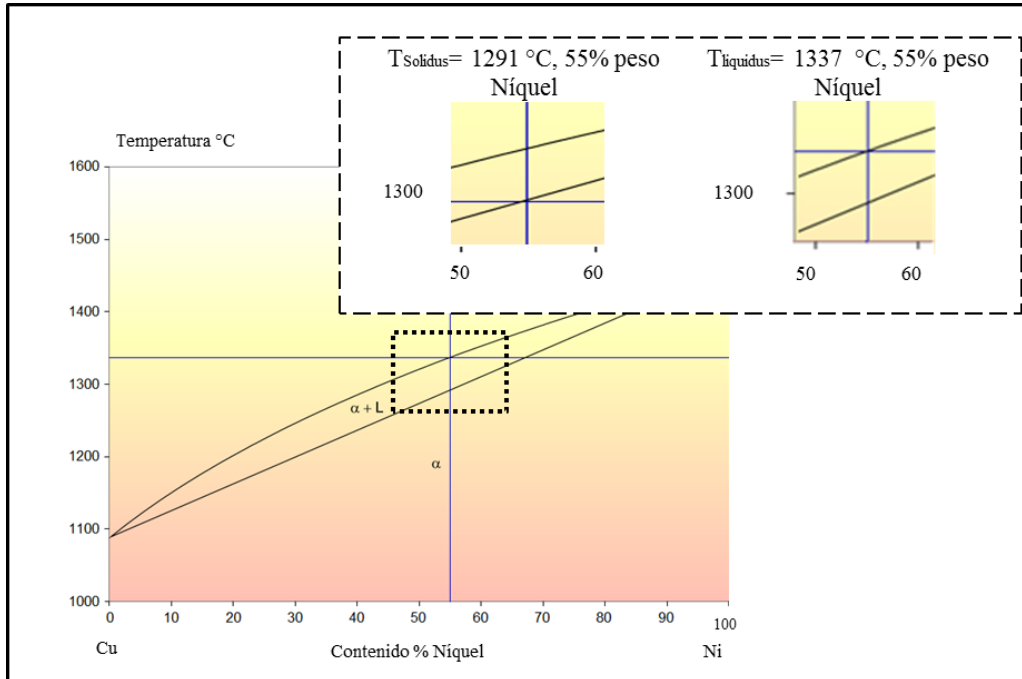 TSolidus= 1291 °C, 55% peso
Níquel
Tliquidus= 1337 °C, 55% peso
Níquel
1300
50
60
1300
50
60
Temperatura °C
1600
1500
1400
1300
1200
1100
1000
α + L
α
0
10
20
30
40
50
60
70
80
90
100
Cu
Contenido % Níquel
Ni